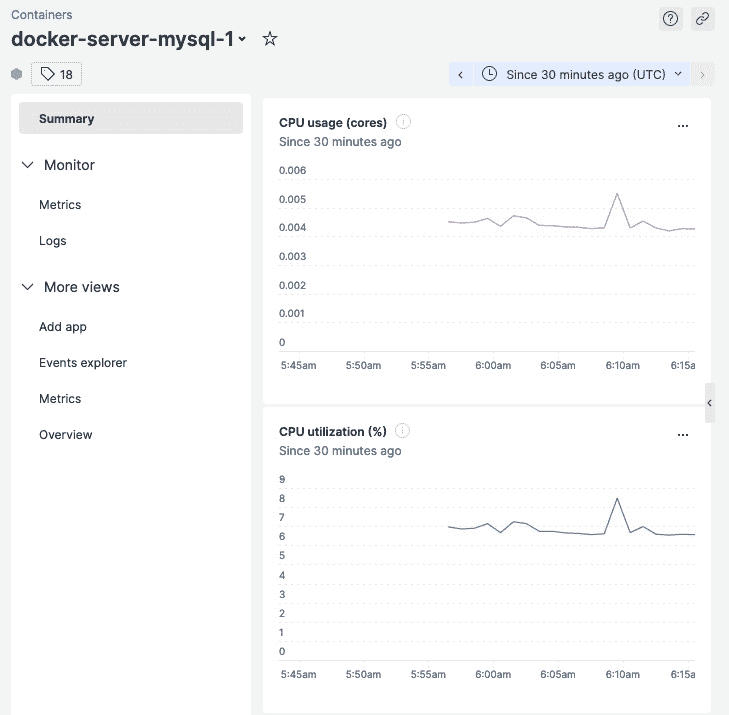 Containers
docker-server-mysql-1
18
Since 30 minutes ago (UTC)
Summary
Monitor
Metrics
Logs
More views
Add app
Events explorer
Metrics
Overview
CPU usage (cores)
Since 30 minutes ago
0.006
0.005
0.004
0.003
0.002
0.001
0
5:45am 5:50am 5:55am 6:00am 6:05am 6:10am 6:15a
CPU utilization (%)
Since 30 minutes ago
9
8
7
6
5
4
3
2
1
0
5:45am 5:50am 5:55am 6:00am 6:05am 6:10am 6:15a